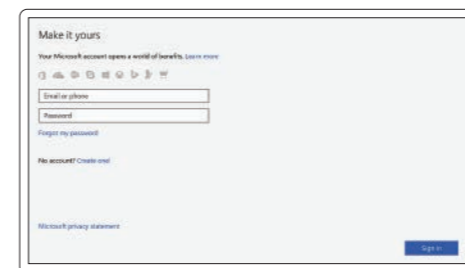 Make it yours
Your Microsoft account opens a world of benefits. Learn more
Email or phone
Password
Forgot my password
No account? Create one!
Microsoft privacy statement
Sign in